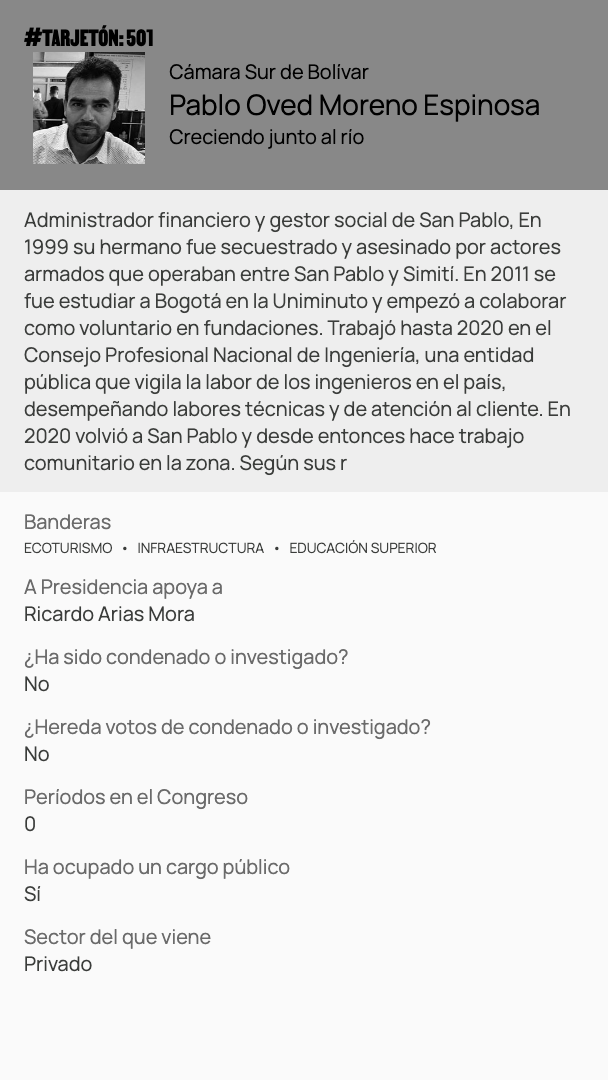 #TARJETÓN: 501
Cámara Sur de Bolívar
Pablo Oved Moreno Espinosa
Creciendo junto al río
Administrador financiero y gestor social de San Pablo, En
1999 su hermano fue secuestrado y asesinado por actores
armados que operaban entre San Pablo y Simití. En 2011 se
fue estudiar a Bogotá en la Uniminuto y empezó a colaborar
como voluntario en fundaciones. Trabajó hasta 2020 en el
Consejo Profesional Nacional de Ingeniería, una entidad
pública que vigila la labor de los ingenieros en el país,
desempeñando labores técnicas y de atención al cliente. En
2020 volvió a San Pablo y desde entonces hace trabajo
comunitario en la zona. Según sus r
Banderas
ECOTURISMO • INFRAESTRUCTURA • EDUCACIÓN SUPERIOR
A Presidencia apoya a
Ricardo Arias Mora
¿Ha sido condenado o investigado?
No
¿Hereda votos de condenado o investigado?
No
Períodos en el Congreso
0
Ha ocupado un cargo público
Sí
Sector del que viene
Privado